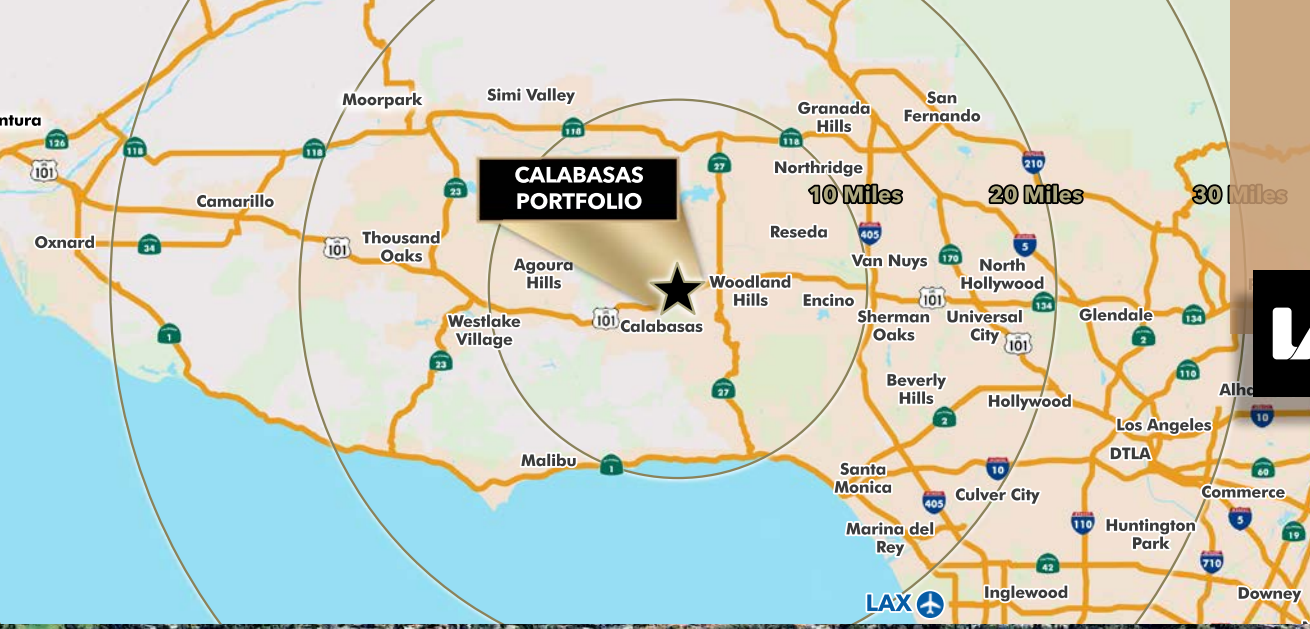 Moorpark
Simi Valley
Granada
Hills
San
Fernando
ntura
126
101
118
118
118
118
27
210
Northridge
CALABASAS
PORTFOLIO
10 Miles
20 Miles
30 Miles
23
Camarillo
Oxnard
34
101
Thousand
Oaks
Reseda
405
5
Agoura
Hills
Van Nuys
170
North
Hollywood
Woodland
Hills
Encino
101
134
101
Calabasas
Westlake
Village
Sherman
Oaks
Universal
City
Glendale
134
1
2
101
23
110
27
Beverly
Hills
Hollywood
Alha
2
10
Los Angeles
Malibu
1
DTLA
Santa
Monica
10
60
Culver City
Commerce
405
Marina del
Rey
110
Huntington
Park
5
19
42
710
Inglewood
Downey
LAX